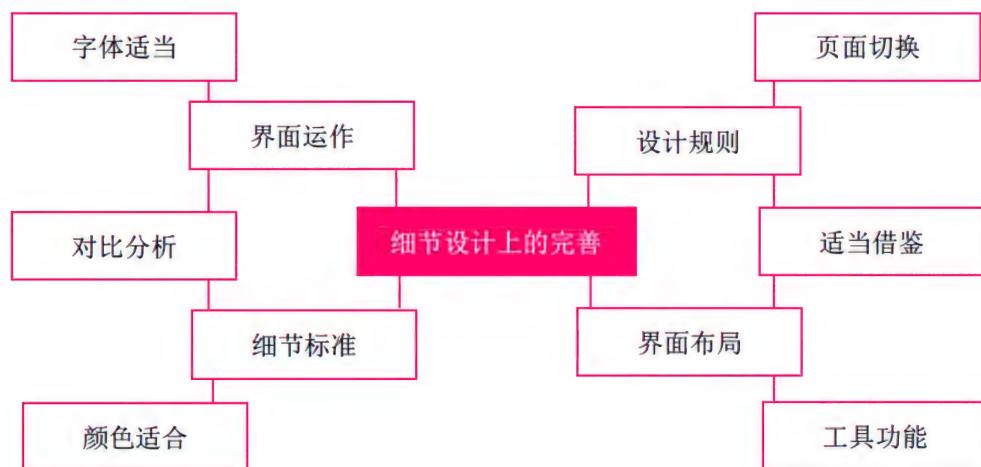 字体适当
页面切换
界面运作
设计规则
对比分析
细节设计上的完善
适当借鉴
细节标准
界面布局
颜色适合
工具功能